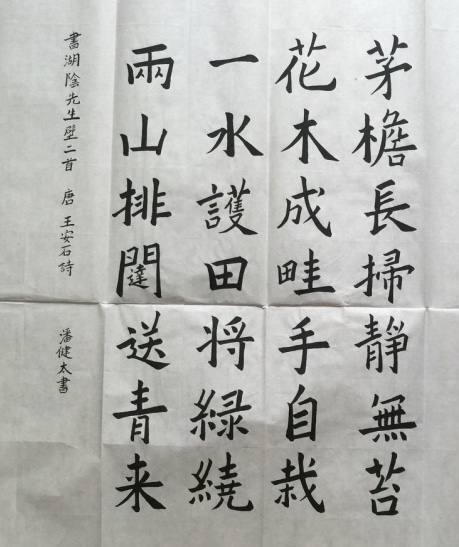 茅檐長掃靜無苔
花木成畦手自栽
一水護田将緑繞
兩山排闥送青来
書湖陰先生壁二首 唐 王安石詩
潘健太書